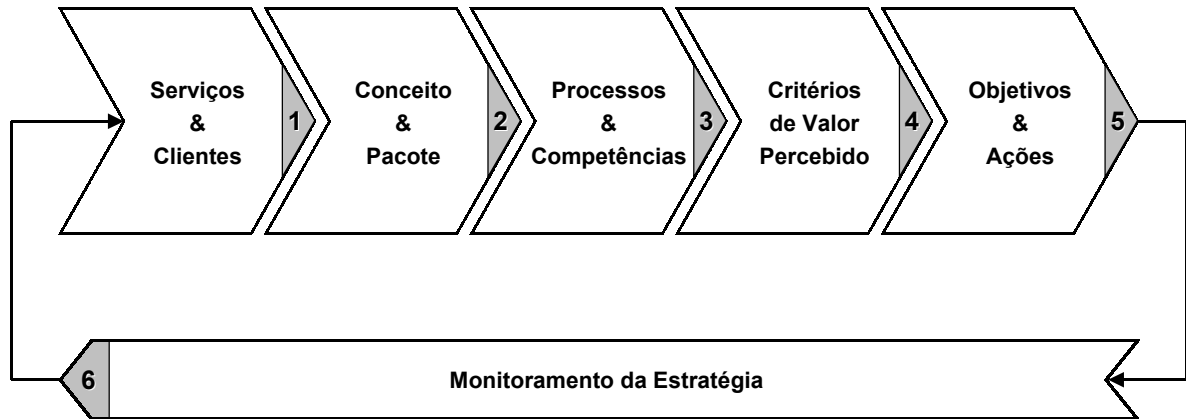 Serviços
&
Clientes
1
Conceito
&
Pacote
2
Processos
&
Competências
3
Critérios
de Valor
Percebido
4
Objetivos
&
Ações
5
6
Monitoramento da Estratégia